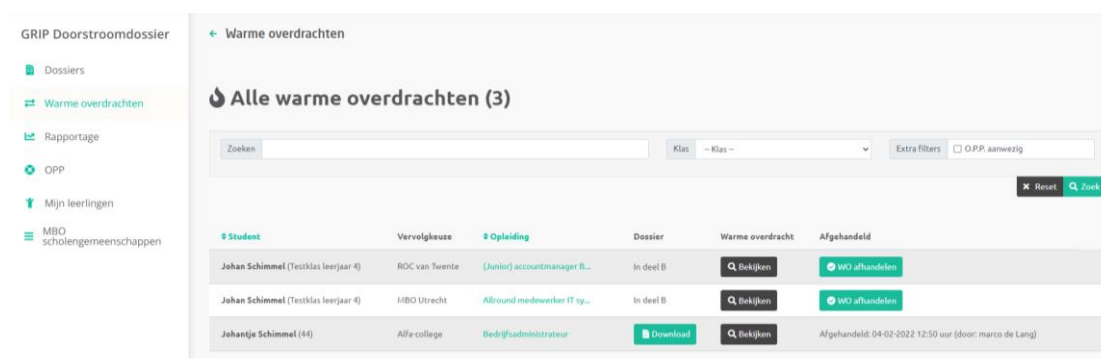 GRIP Doorstroomdossier
Dossiers
Warme overdrachten
Rapportage
OPP
Mijn leerlingen
MBO
scholengemeenschappen
Warme overdrachten
Alle warme overdrachten (3)
Zoeken Klas -- Klas -- Extra filters O.P.P. aanwezig
Reset Zoek
Student Vervolgkeuze Opleiding Dossier Warme overdracht Afgehandeld
Johan Schimmel (Testklas leerjaar 4) ROC van Twente (Junior) accountmanager B... In deel B Bekijken WO afhandelen
Johan Schimmel (Testklas leerjaar 4) MBO Utrecht Allround medewerker IT sy... In deel B Bekijken WO afhandelen
Johantje Schimmel (44) Alfa-college Bedrijfsadministrateur Download Bekijken Afgehandeld: 04-02-2022 12:50 uur (door: marco de Lang)